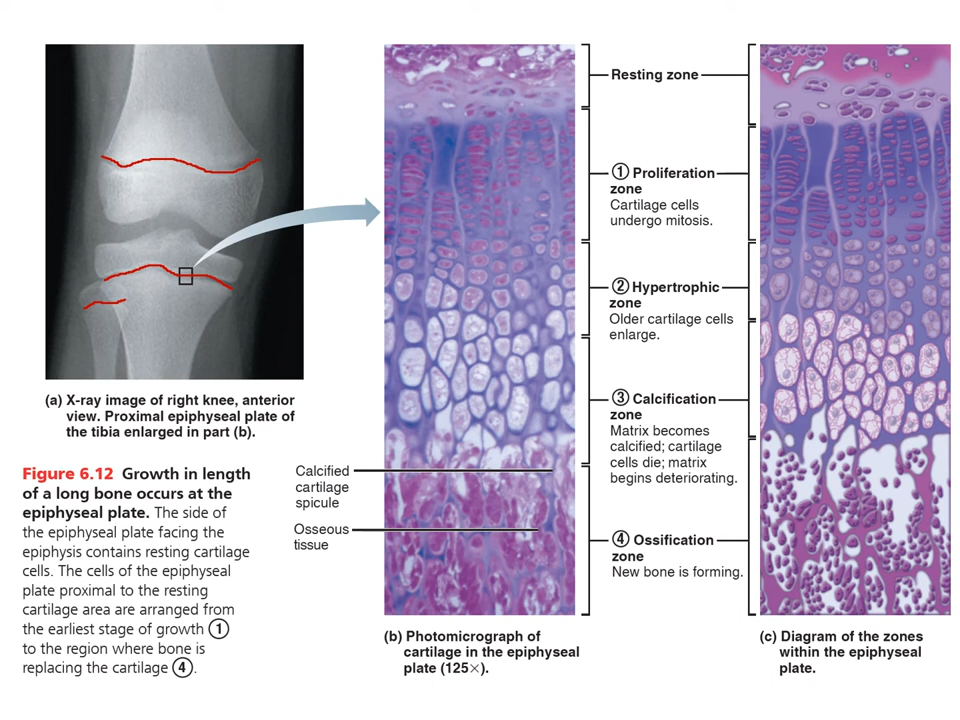 Resting zone
① Proliferation
zone
Cartilage cells
undergo mitosis.
② Hypertrophic
zone
Older cartilage cells
enlarge.
③ Calcification
zone
Matrix becomes
calcified; cartilage
cells die; matrix
begins deteriorating.
④ Ossification
zone
New bone is forming.
Calcified
cartilage
spicule
Osseous
tissue
(a) X-ray image of right knee, anterior
view. Proximal epiphyseal plate of
the tibia enlarged in part (b).
Figure 6.12 Growth in length
of a long bone occurs at the
epiphyseal plate. The side of
the epiphyseal plate facing the
epiphysis contains resting cartilage
cells. The cells of the epiphyseal
plate proximal to the resting
cartilage area are arranged from
the earliest stage of growth ①
to the region where bone is
replacing the cartilage ④.
(b) Photomicrograph of
cartilage in the epiphyseal
plate (125×).
(c) Diagram of the zones
within the epiphyseal
plate.